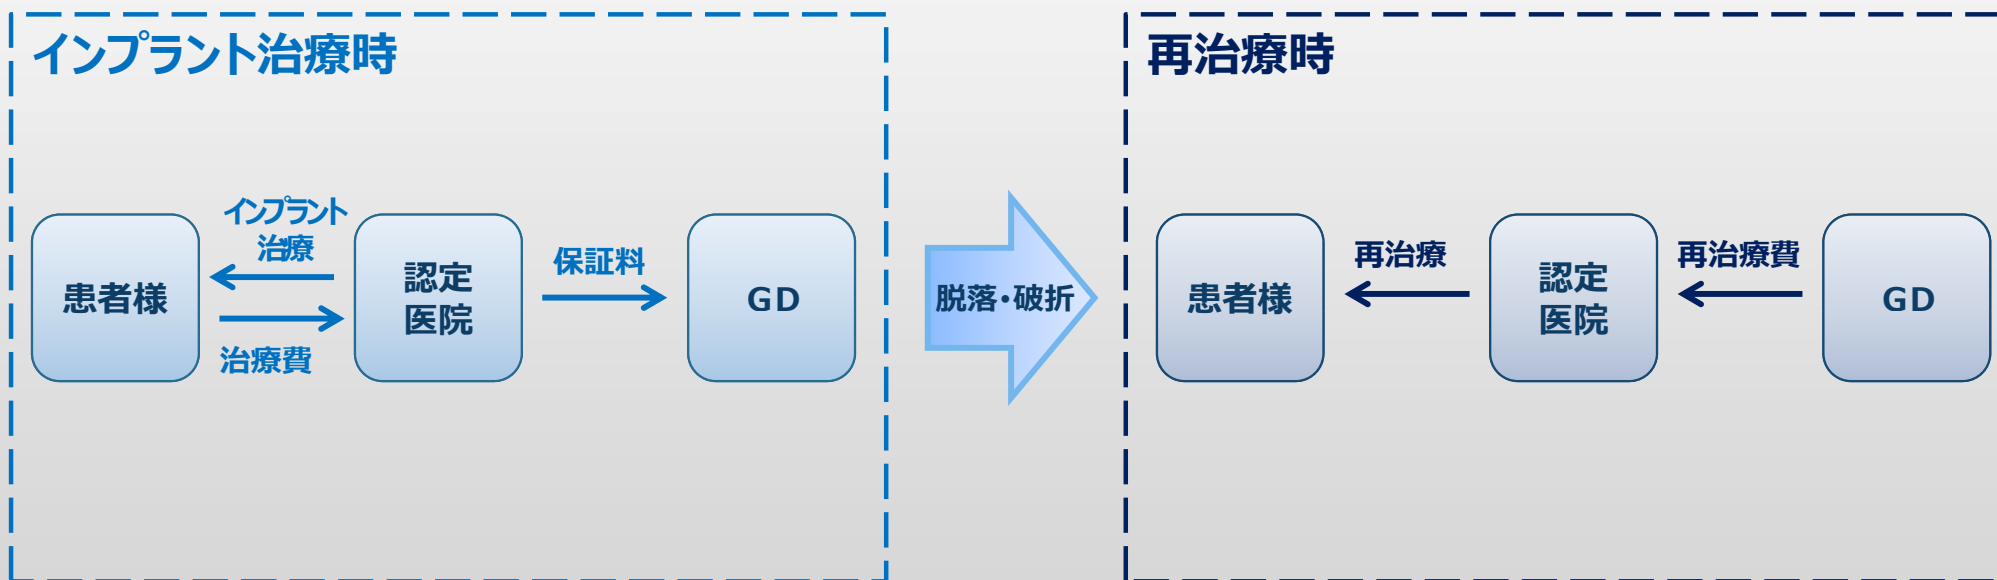 インプラント治療時
患者様
インプラント
治療
治療費
認定
医院
保証料
GD
脱落・破折
再治療時
患者様
再治療
認定
医院
再治療費
GD